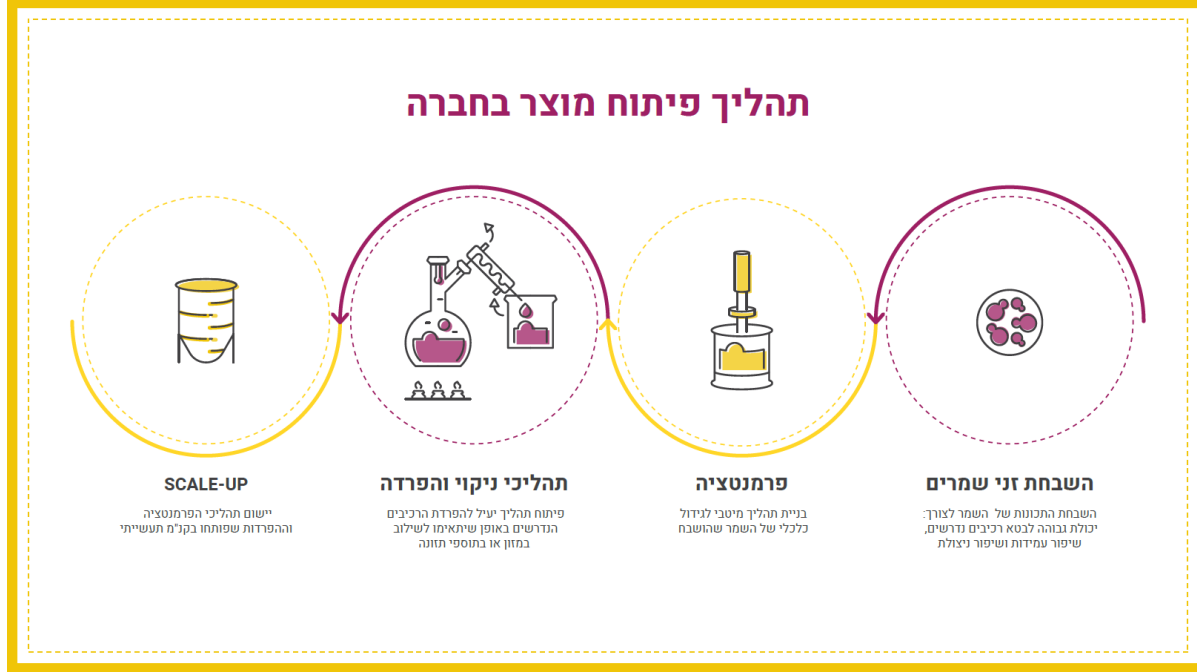 תהליך פיתוח מוצר בחברה
השבחת זני שמרים
השבחת התכונות של השמר לצורך:
יכולת גבוהה לבטא רכיבים נדרשים,
שיפור עמידות ושיפור ניצולת
פרמנטציה
בניית תהליך מיטבי לגידול
כלכלי של השמר שהושבח
תהליכי ניקוי והפרדה
פיתוח תהליך יעיל להפרדת הרכיבים
הנדרשים באופן שיתאימו לשילוב
במזון או בתוספי תזונה
SCALE-UP
יישום תהליכי הפרמנטציה
וההפרדות שפותחו בקנ"מ תעשייתי